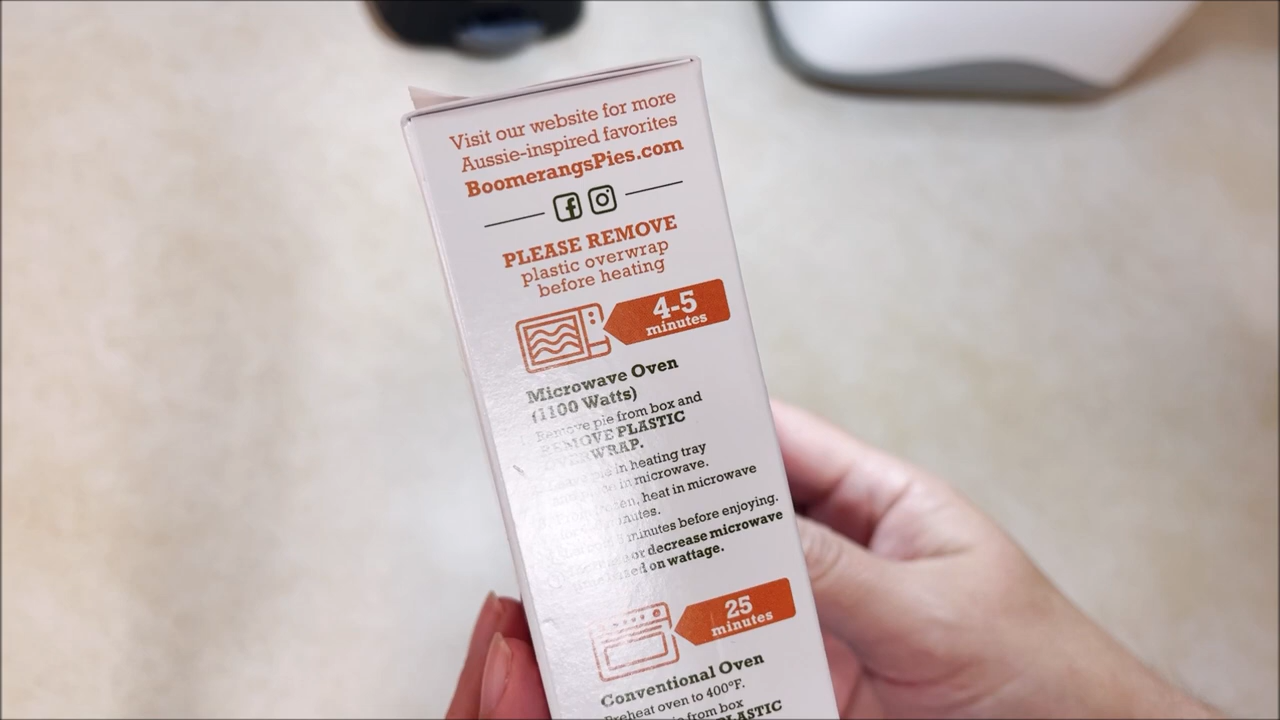 Visit our website for more
Aussie-inspired favorites
BoomerangsPies.com
PLEASE REMOVE
plastic overwrap
before heating
4-5
minutes
Microwave Oven
(1100 Watts)
Remove pie from box and
REMOVE PLASTIC
OVERWRAP.
in heating tray
in microwave.
heat in microwave
minutes before enjoying.
or decrease microwave
on wattage.
25
minutes
Conventional Oven
Preheat oven to 400°F.
from box
PLASTIC